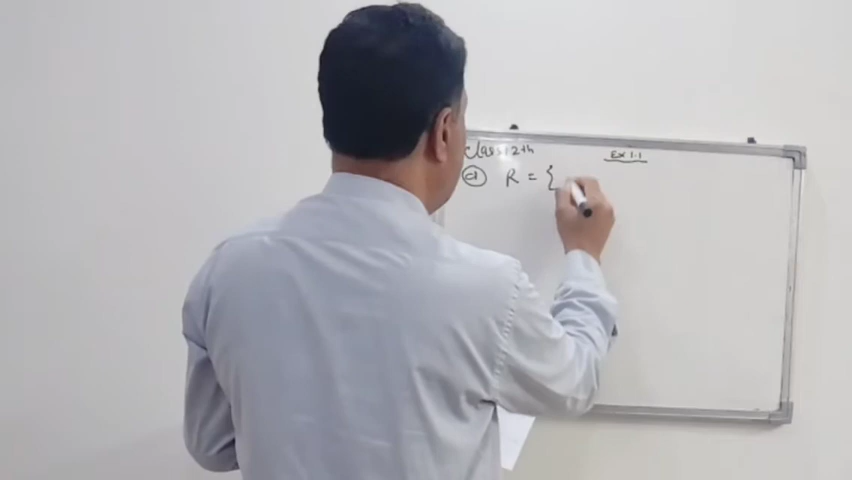 Class 12th Ex 1.1
(d) R = {